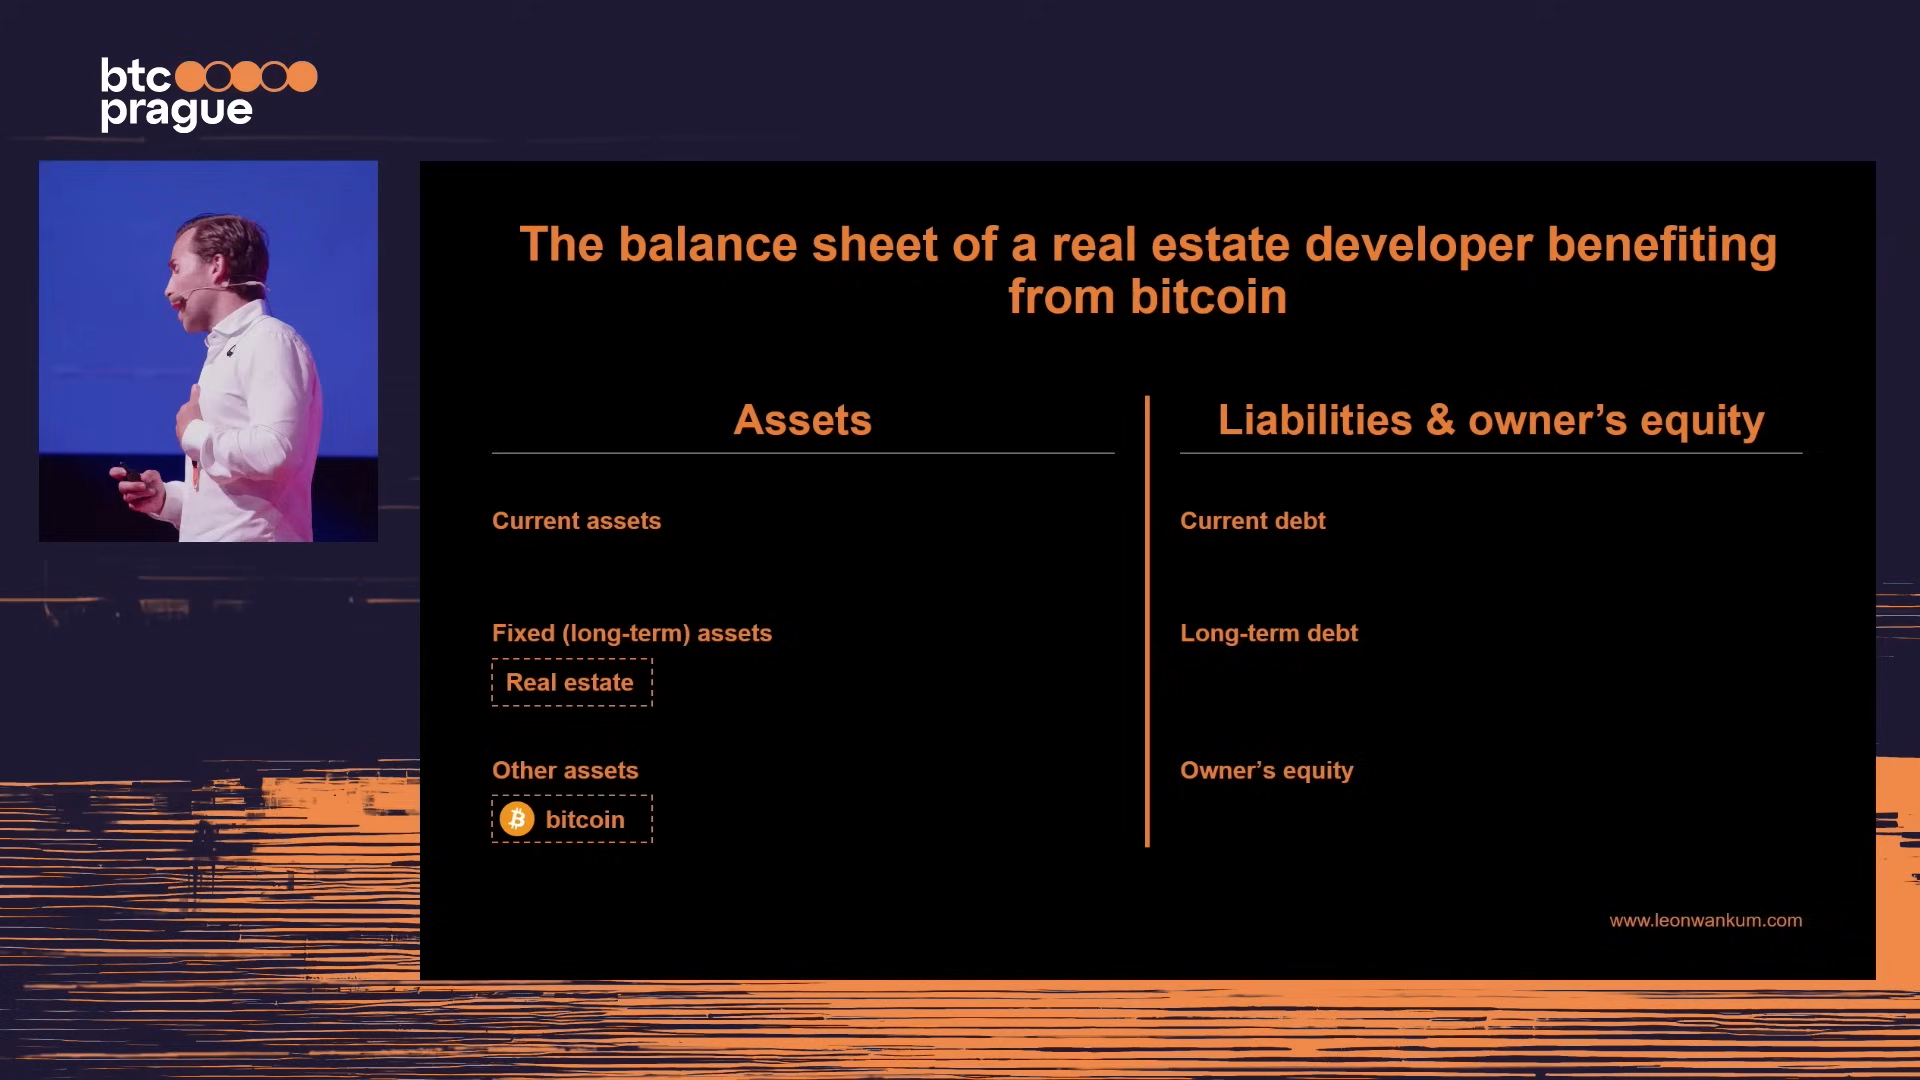 btc
prague
The balance sheet of a real estate developer benefiting
from bitcoin
Assets
Liabilities & owner’s equity
Current assets
Current debt
Fixed (long-term) assets
Long-term debt
Real estate
Other assets
Owner’s equity
bitcoin
www.leonwankum.com